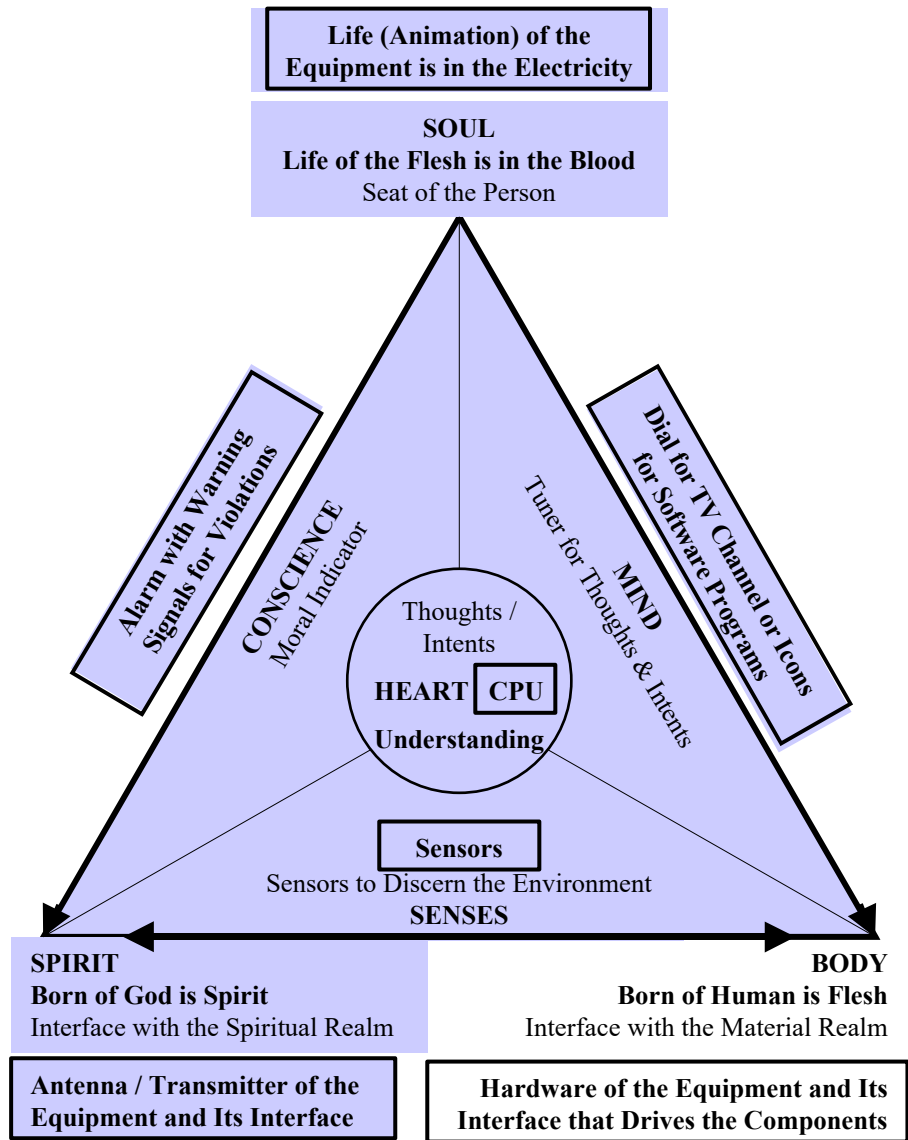 Life (Animation) of the
Equipment is in the Electricity
SOUL
Life of the Flesh is in the Blood
Seat of the Person
Alarm with Warning
Signals for Violations
CONSCIENCE
Moral Indicator
Dial for TV Channel or Icons
for Software Programs
MIND
Tuner for Thoughts & Intents
Thoughts /
Intents
HEART CPU
Understanding
Sensors
Sensors to Discern the Environment
SENSES
SPIRIT
Born of God is Spirit
Interface with the Spiritual Realm
Antenna / Transmitter of the
Equipment and Its Interface
BODY
Born of Human is Flesh
Interface with the Material Realm
Hardware of the Equipment and Its
Interface that Drives the Components